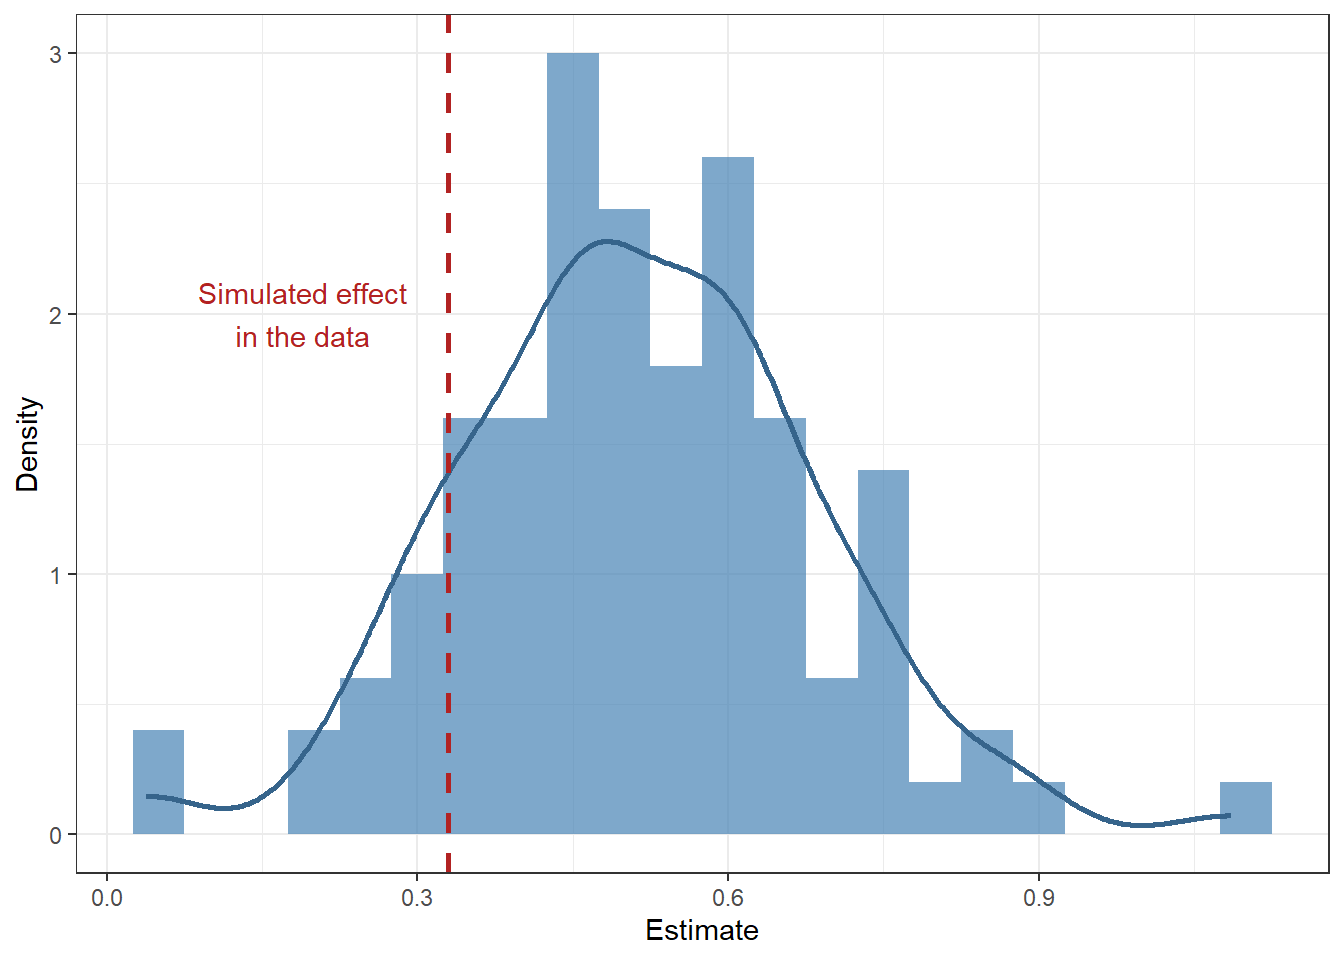 3
2
1
0
Density
Simulated effect
in the data
0.0 0.3 0.6 0.9
Estimate